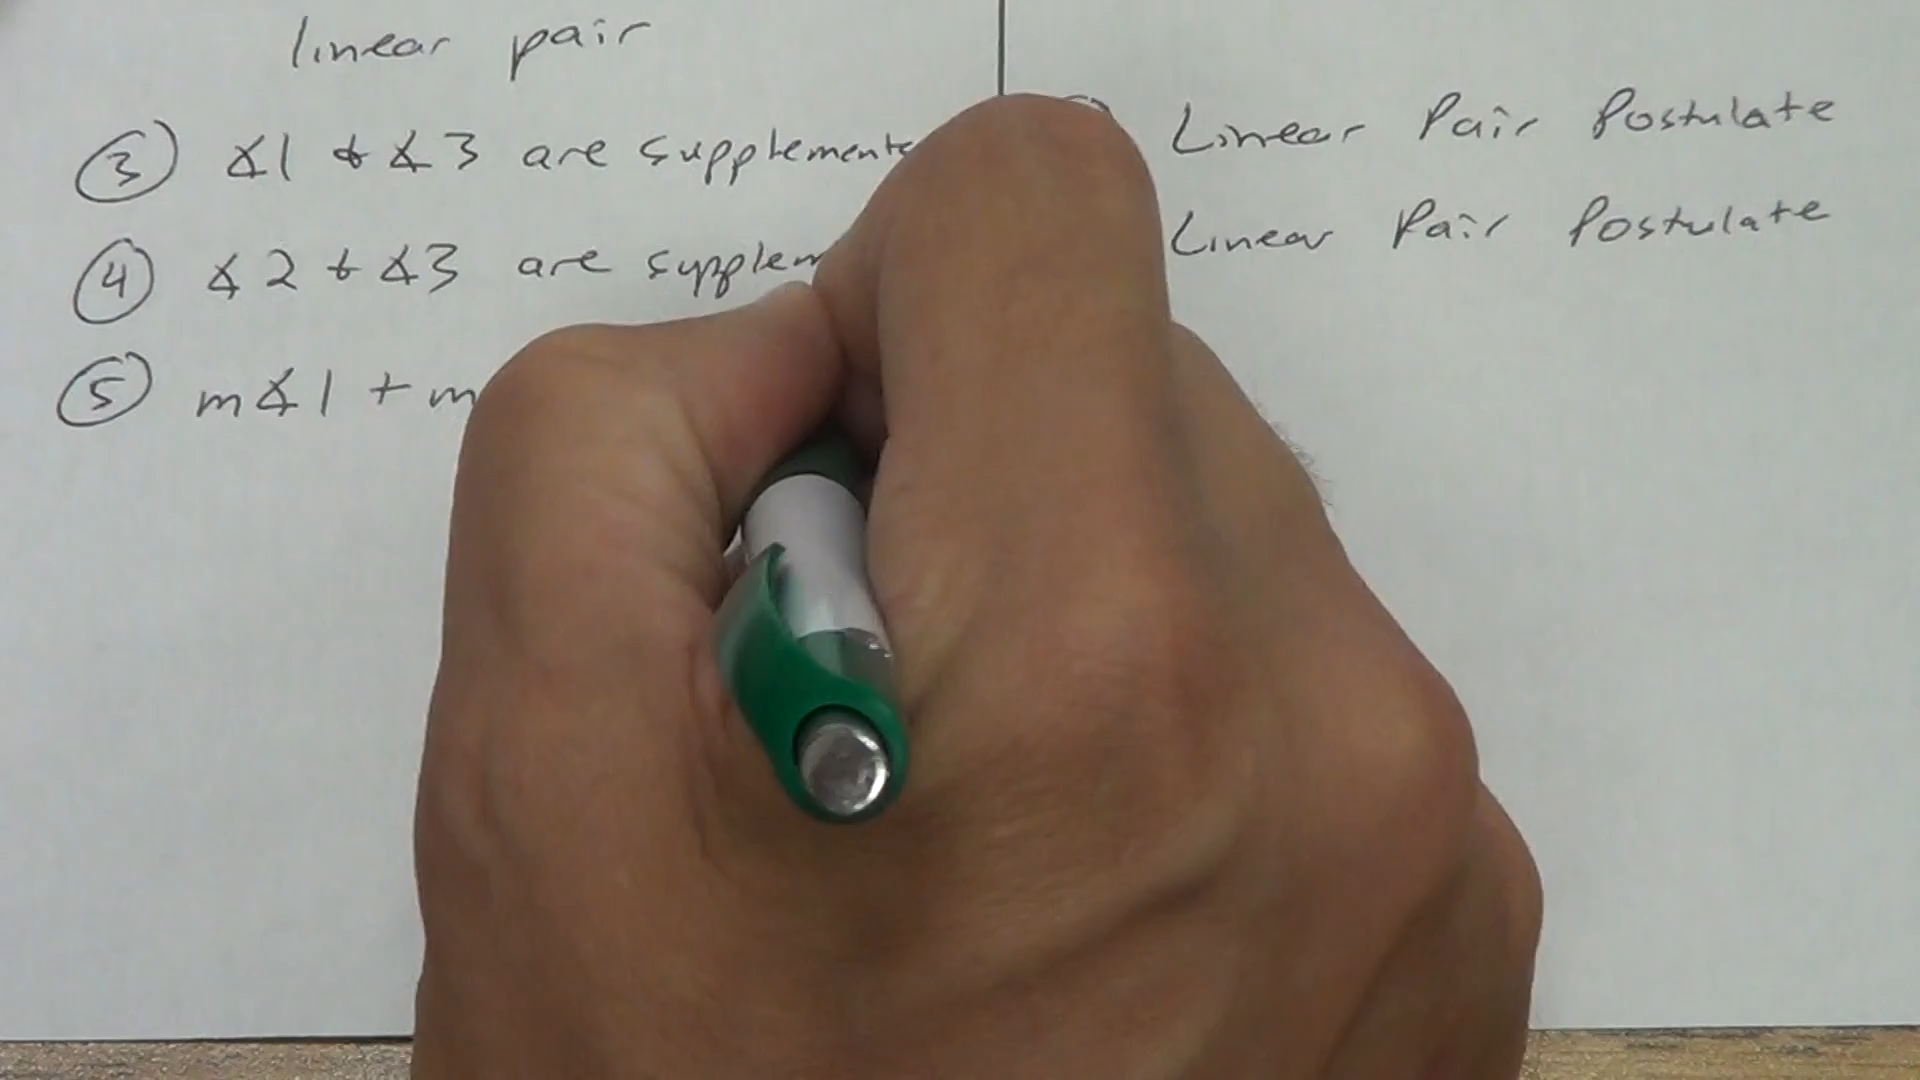 linear pair
③ ∡1 & ∡3 are supplementa
Linear Pair Postulate
④ ∡2 + ∡3 are supplem
Linear Pair Postulate
⑤ m∡1 + m